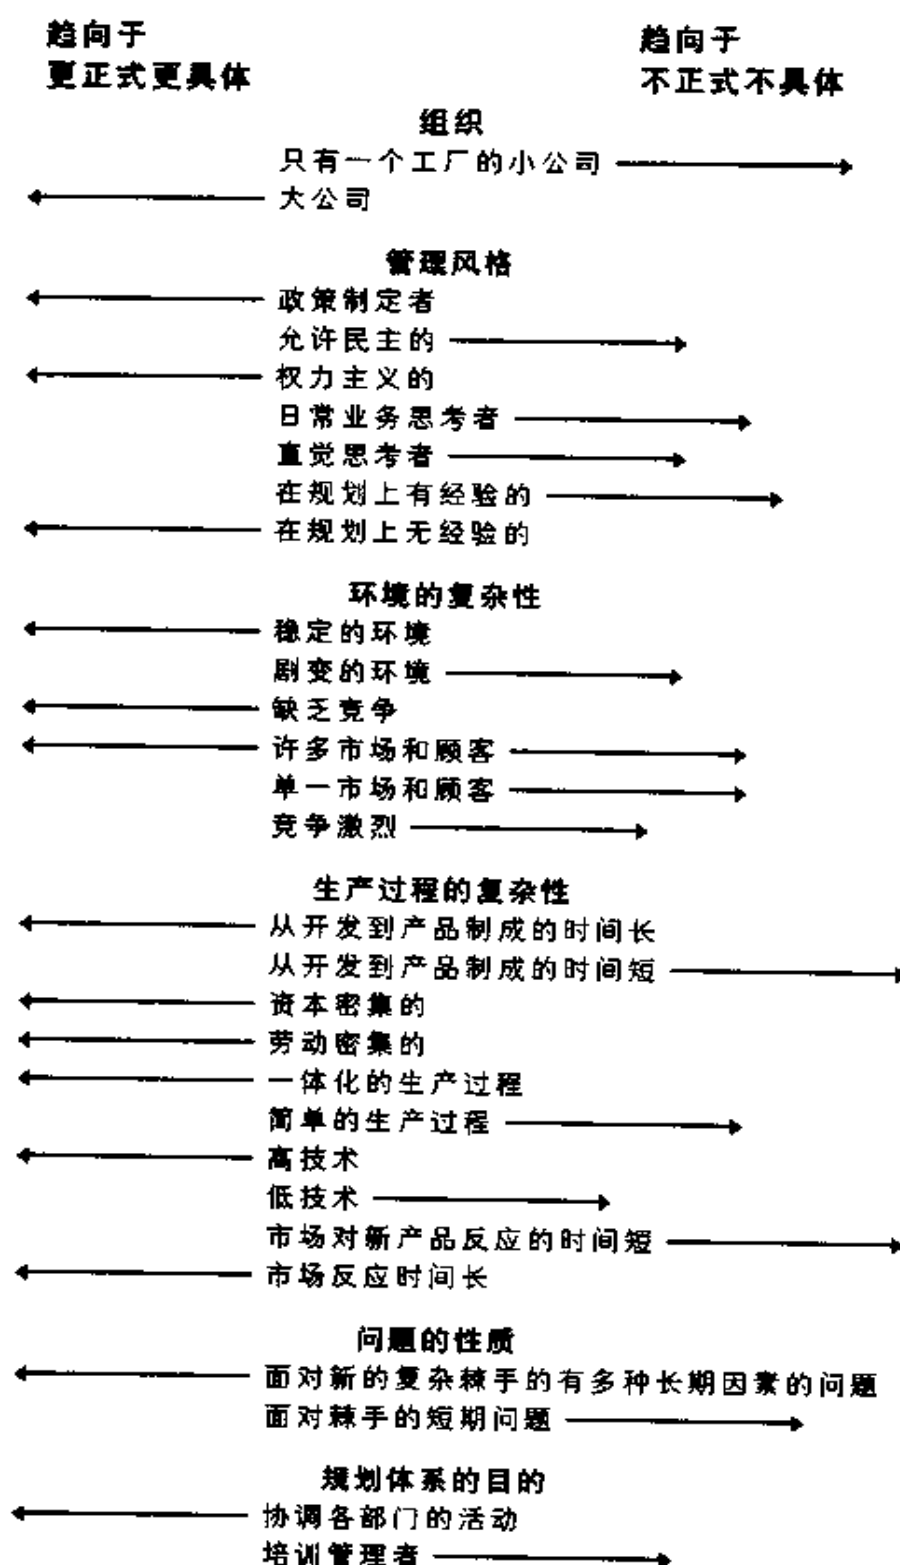 趋向于
更正式更具体
趋向于
不正式不具体
组织
只有一个工厂的小公司
大公司
管理风格
政策制定者
允许民主的
权力主义的
日常业务思考者
直觉思考者
在规划上有经验的
在规划上无经验的
环境的复杂性
稳定的环境
剧变的环境
缺乏竞争
许多市场和顾客
单一市场和顾客
竞争激烈
生产过程的复杂性
从开发到产品制成的时间长
从开发到产品制成的时间短
资本密集的
劳动密集的
一体化的生产过程
简单的生产过程
高技术
低技术
市场对新产品反应的时间短
市场反应时间长
问题的性质
面对新的复杂棘手的有多种长期因素的问题
面对棘手的短期问题
规划体系的目的
协调各部门的活动
培训管理者